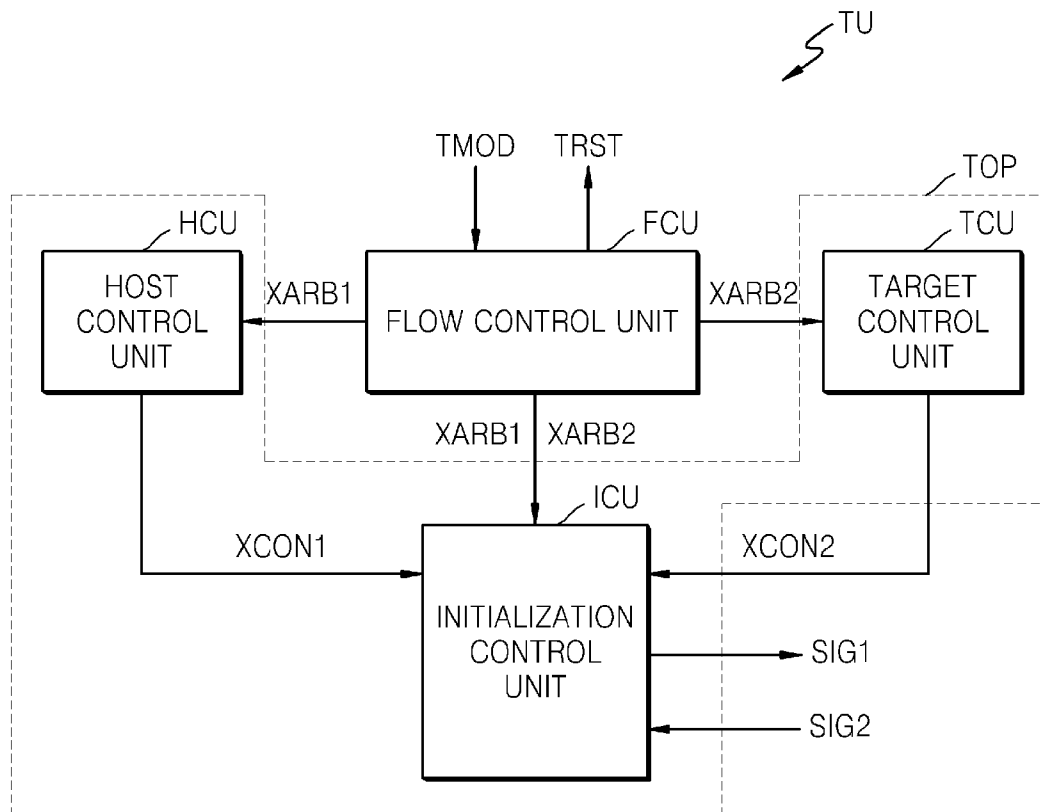 TU
TMOD
TRST
TOP
HCU
FCU
TCU
HOST
CONTROL
UNIT
XARB1
FLOW CONTROL UNIT
XARB2
TARGET
CONTROL
UNIT
XARB1
XARB2
ICU
XCON1
XCON2
INITIALIZATION
CONTROL
UNIT
SIG1
SIG2